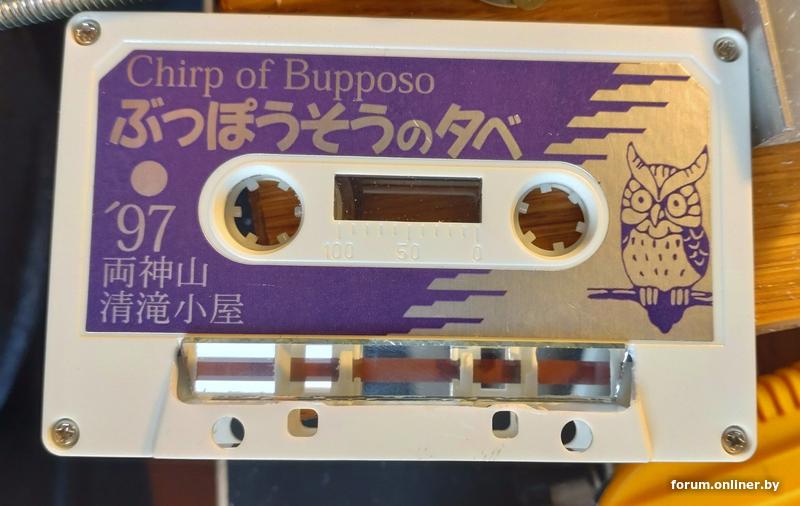 Chirp of Bupposo
ぶっぽうそうの夕べ
'97
両神山
清滝小屋
100 50 0
forum.onliner.by